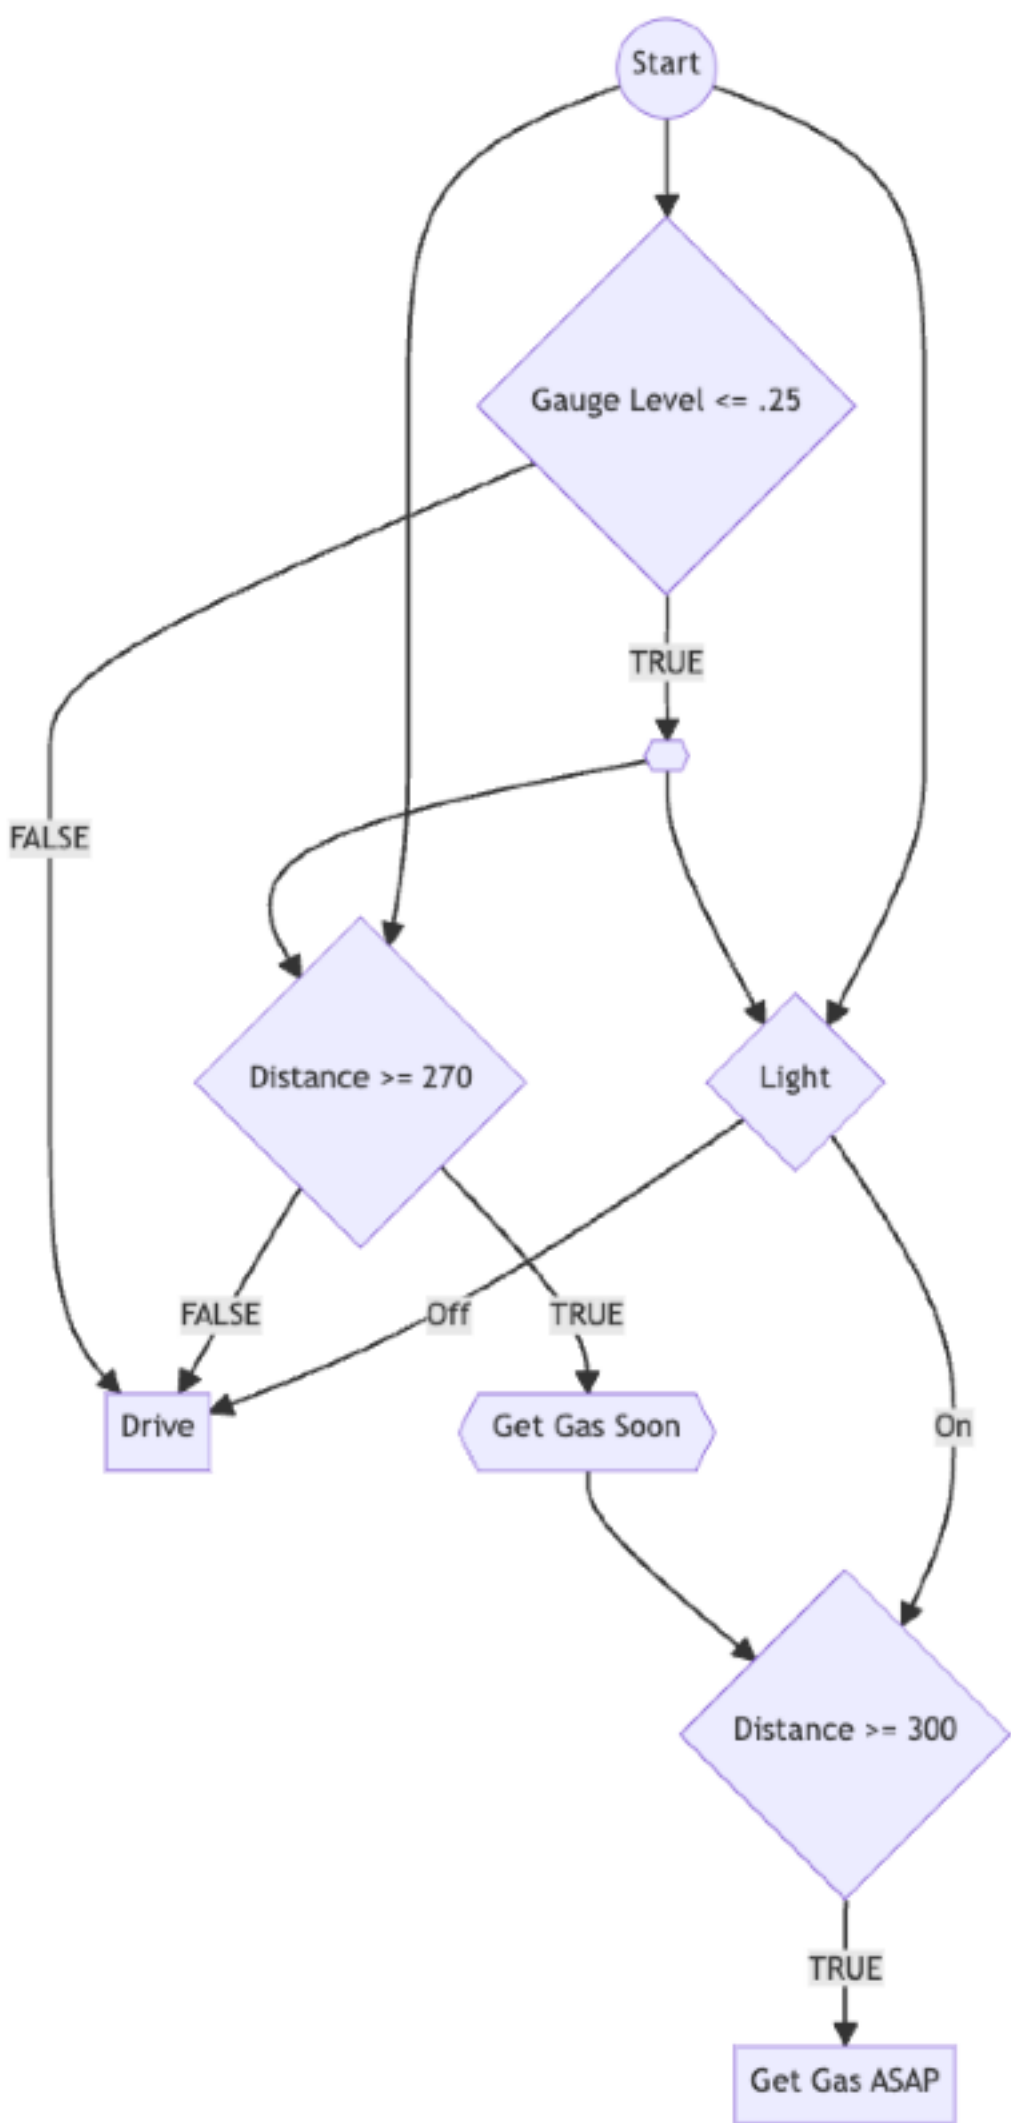 Start
Gauge Level <= .25
TRUE
FALSE
Distance >= 270
Light
FALSE
Off
TRUE
Drive
Get Gas Soon
On
Distance >= 300
TRUE
Get Gas ASAP